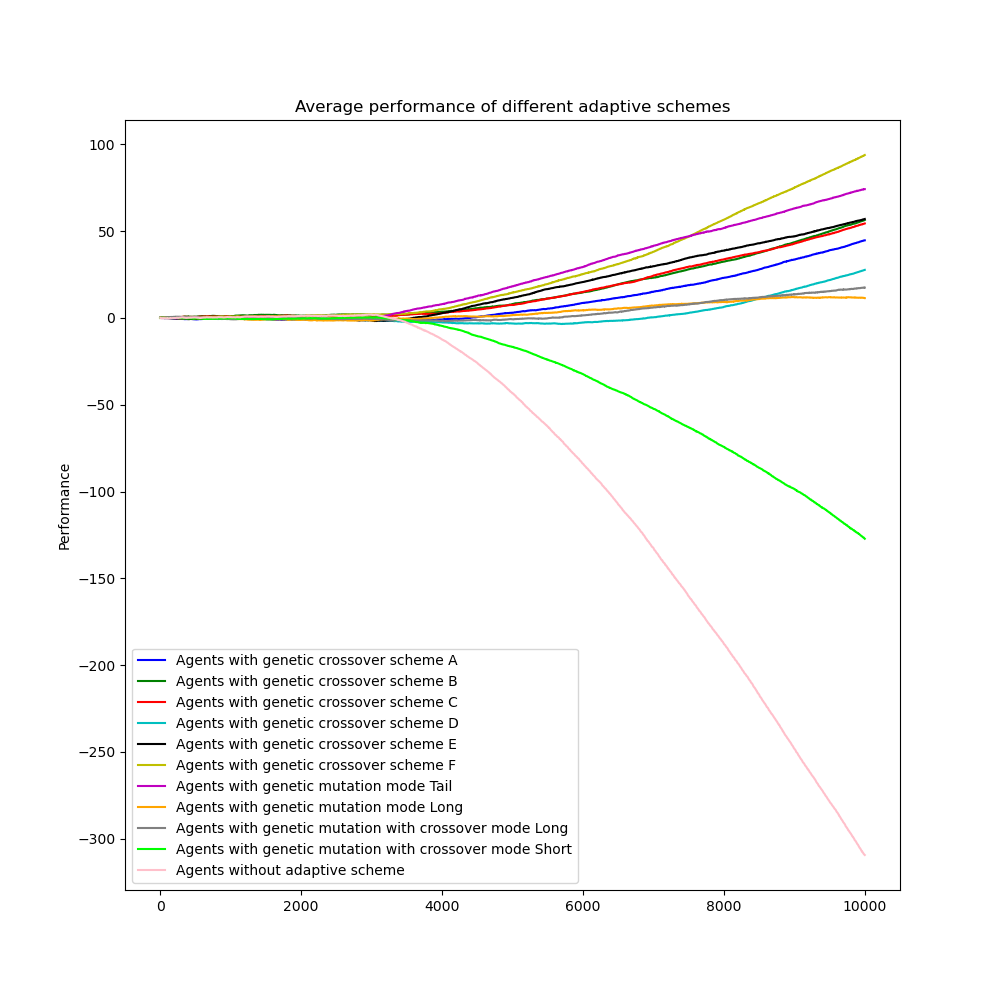 Average performance of different adaptive schemes
100
50
0
−50
−100
−150
−200
−250
−300
Performance
Agents with genetic crossover scheme A
Agents with genetic crossover scheme B
Agents with genetic crossover scheme C
Agents with genetic crossover scheme D
Agents with genetic crossover scheme E
Agents with genetic crossover scheme F
Agents with genetic mutation mode Tail
Agents with genetic mutation mode Long
Agents with genetic mutation with crossover mode Long
Agents with genetic mutation with crossover mode Short
Agents without adaptive scheme
0 2000 4000 6000 8000 10000